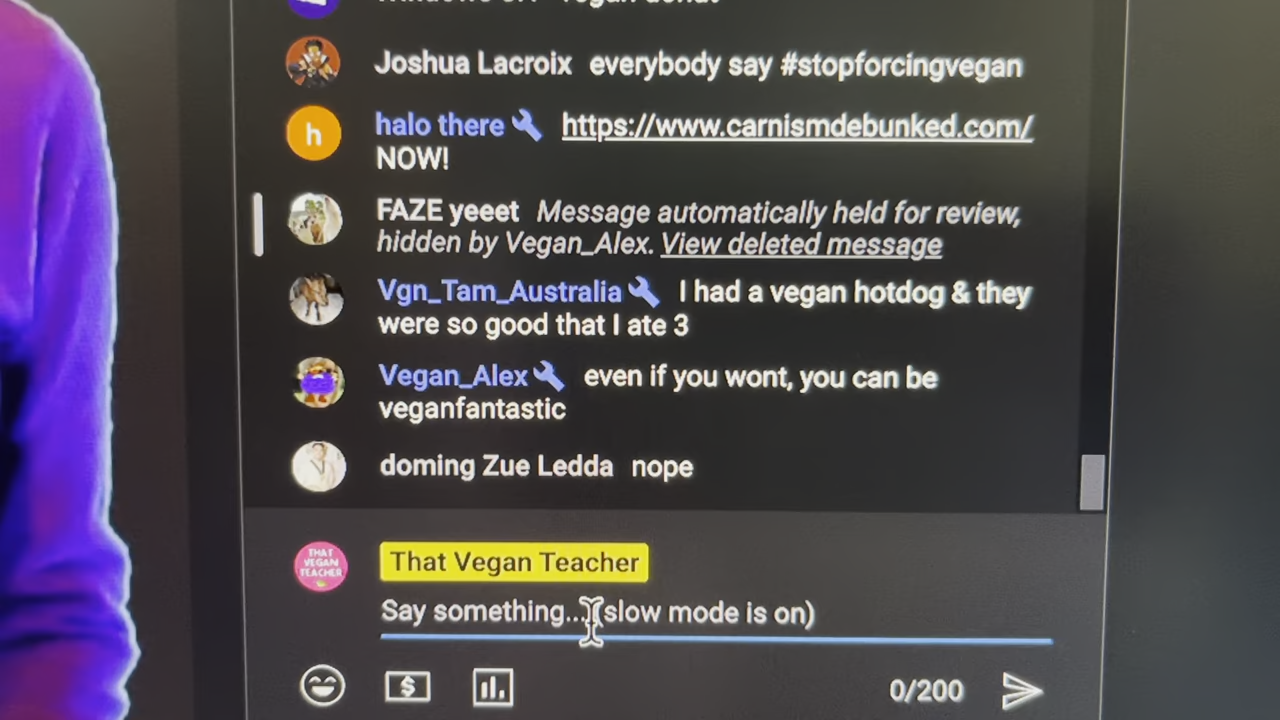 Joshua Lacroix everybody say #stopforcingvegan
h halo there https://www.carnismdebunked.com/
NOW!
FAZE yeeet Message automatically held for review,
hidden by Vegan_Alex. View deleted message
Vgn_Tam_Australia I had a vegan hotdog & they
were so good that I ate 3
Vegan_Alex even if you wont, you can be
veganfantastic
doming Zue Ledda nope
THAT
VEGAN
TEACHER
That Vegan Teacher
Say something... (slow mode is on)
$
0/200